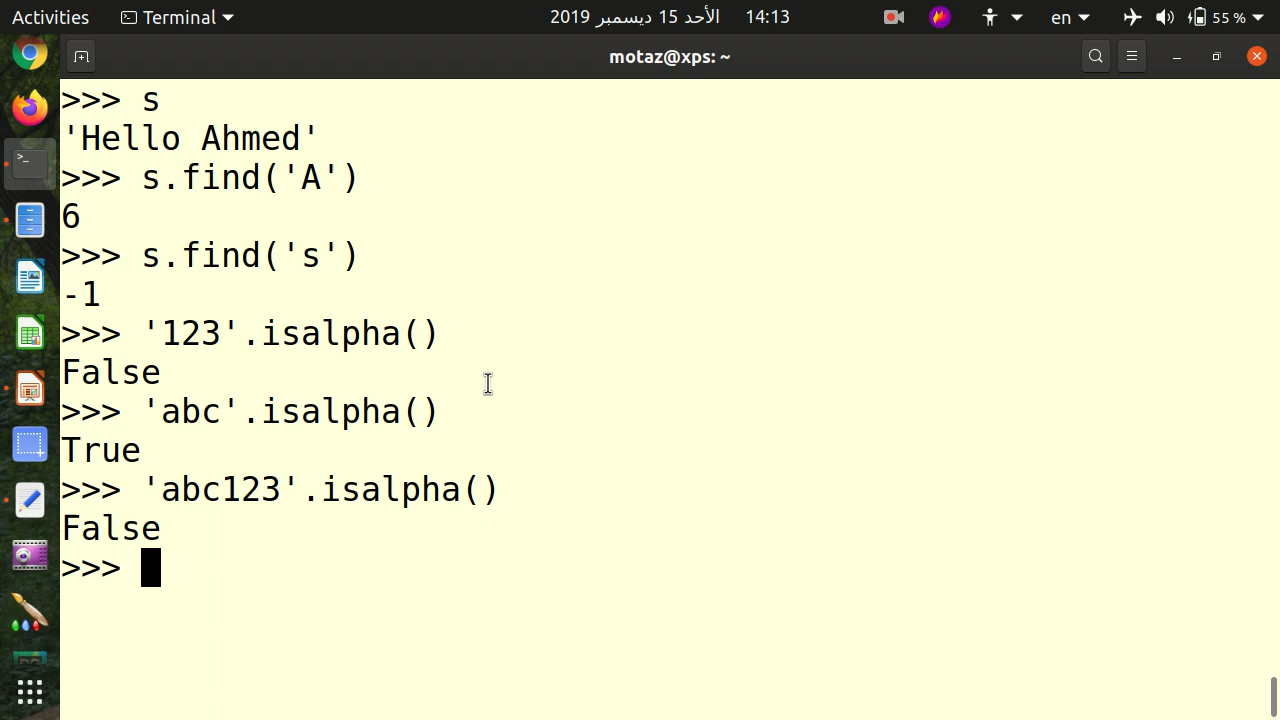 Activities Terminal 2019 الأحد 15 ديسمبر 14:13 en 55 %
motaz@xps: ~
>>> s
'Hello Ahmed'
>>> s.find('A')
6
>>> s.find('s')
-1
>>> '123'.isalpha()
False
>>> 'abc'.isalpha()
True
>>> 'abc123'.isalpha()
False
>>>